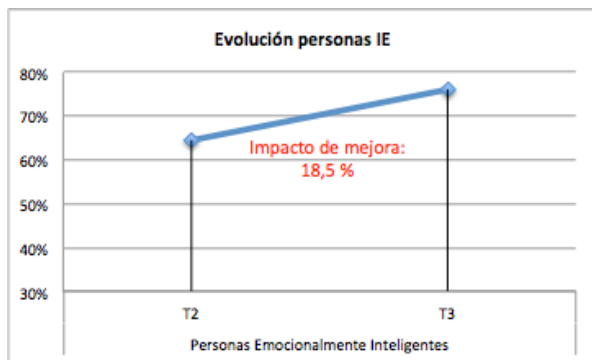 Evolución personas IE
80%
70%
60%
50%
40%
30%
Impacto de mejora:
18,5 %
T2
T3
Personas Emocionalmente Inteligentes